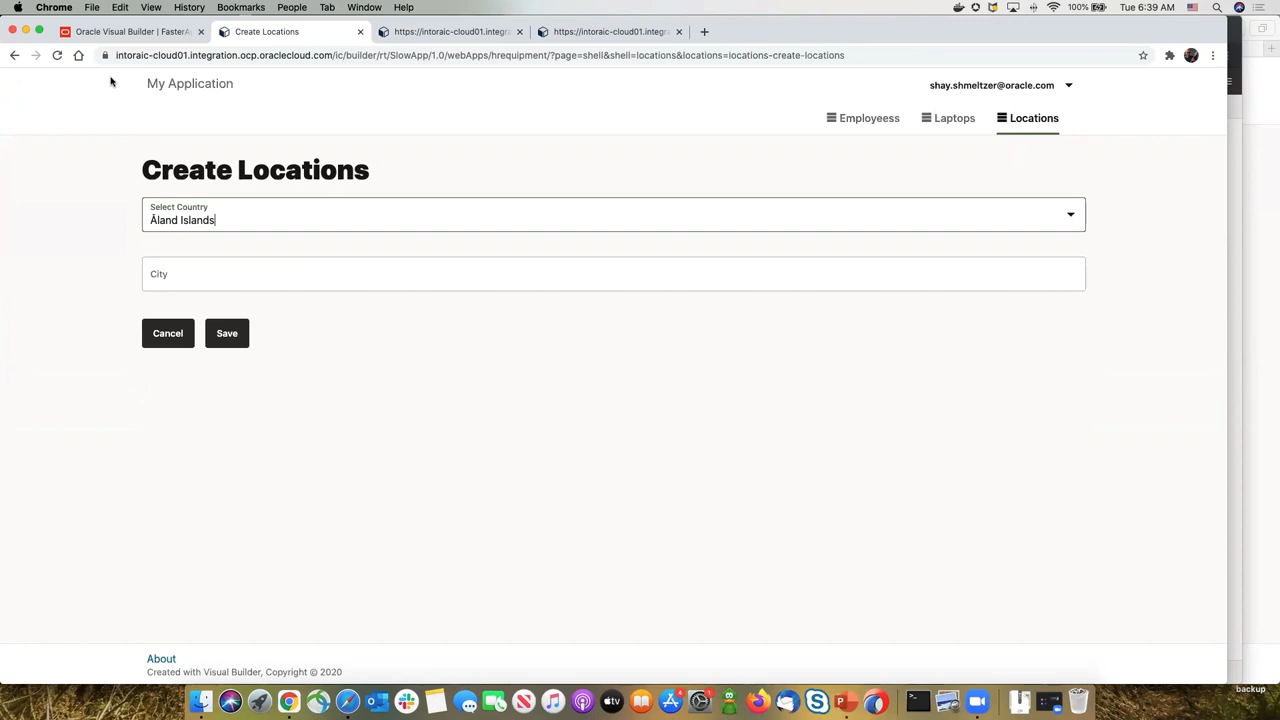 Chrome File Edit View History Bookmarks People Tab Window Help 100% Tue 6:39 AM
Oracle Visual Builder | FasterA
Create Locations
https://intoraic-cloud01.integra
https://intoraic-cloud01.integra
intoraic-cloud01.integration.ocp.oraclecloud.com/ic/builder/rt/SlowApp/1.0/webApps/hrequipment/?page=shell&shell=locations&locations=locations-create-locations
My Application
shay.shmeltzer@oracle.com
Employeess Laptops Locations
Create Locations
Select Country
Åland Islands
City
Cancel Save
About
Created with Visual Builder, Copyright © 2020
backup